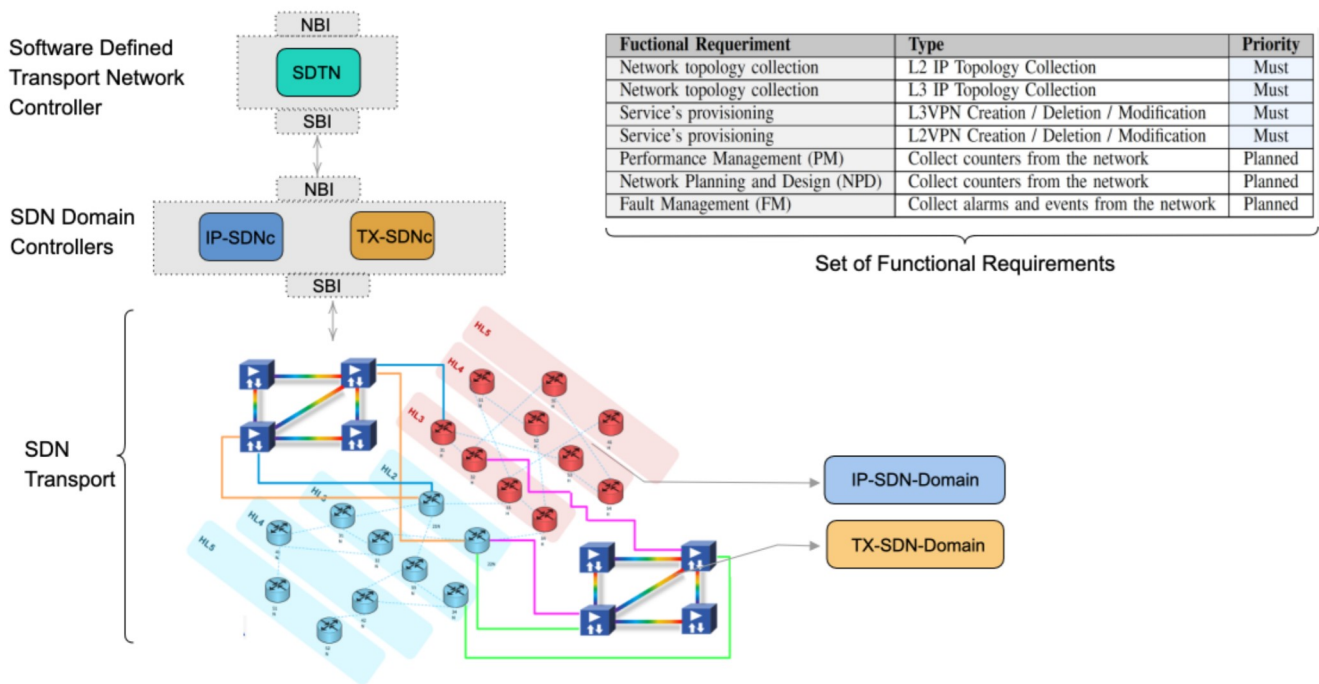 NBI
Software Defined
Transport Network
Controller
SDTN
SBI
NBI
SDN Domain
Controllers
IP-SDNc
TX-SDNc
SBI
Fuctional Requeriment Type Priority
Network topology collection L2 IP Topology Collection Must
Network topology collection L3 IP Topology Collection Must
Service's provisioning L3VPN Creation / Deletion / Modification Must
Service's provisioning L2VPN Creation / Deletion / Modification Must
Performance Management (PM) Collect counters from the network Planned
Network Planning and Design (NPD) Collect counters from the network Planned
Fault Management (FM) Collect alarms and events from the network Planned
Set of Functional Requirements
SDN
Transport
HL5
HL4
HL3
HL2
HL4
HL5
IP-SDN-Domain
TX-SDN-Domain